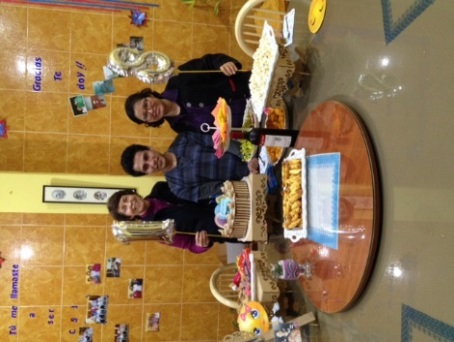 Tú me llamaste
a
ser
Gracias
Te
doy !!